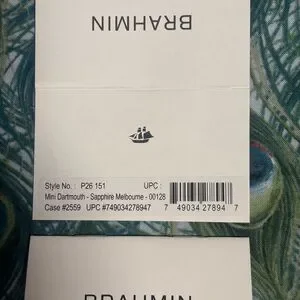 BRAHMIN
Style No. : P26 151 UPC :
Mini Dartmouth - Sapphire Melbourne - 00128
Case #2559 UPC #749034278947
7 49034 27894 7
BRAHMIN